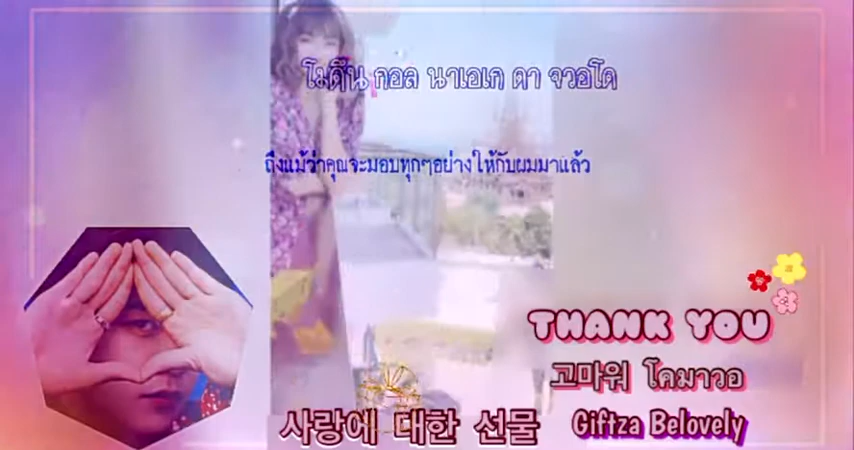 โมดึน กอล นาเอเก ดา จวอโด
ถึงแม้ว่าคุณจะมอบทุกๆอย่างให้กับผมมาแล้ว
THANK YOU
고마워 โคมาวอ
사랑에 대한 선물 Giftza Belovely